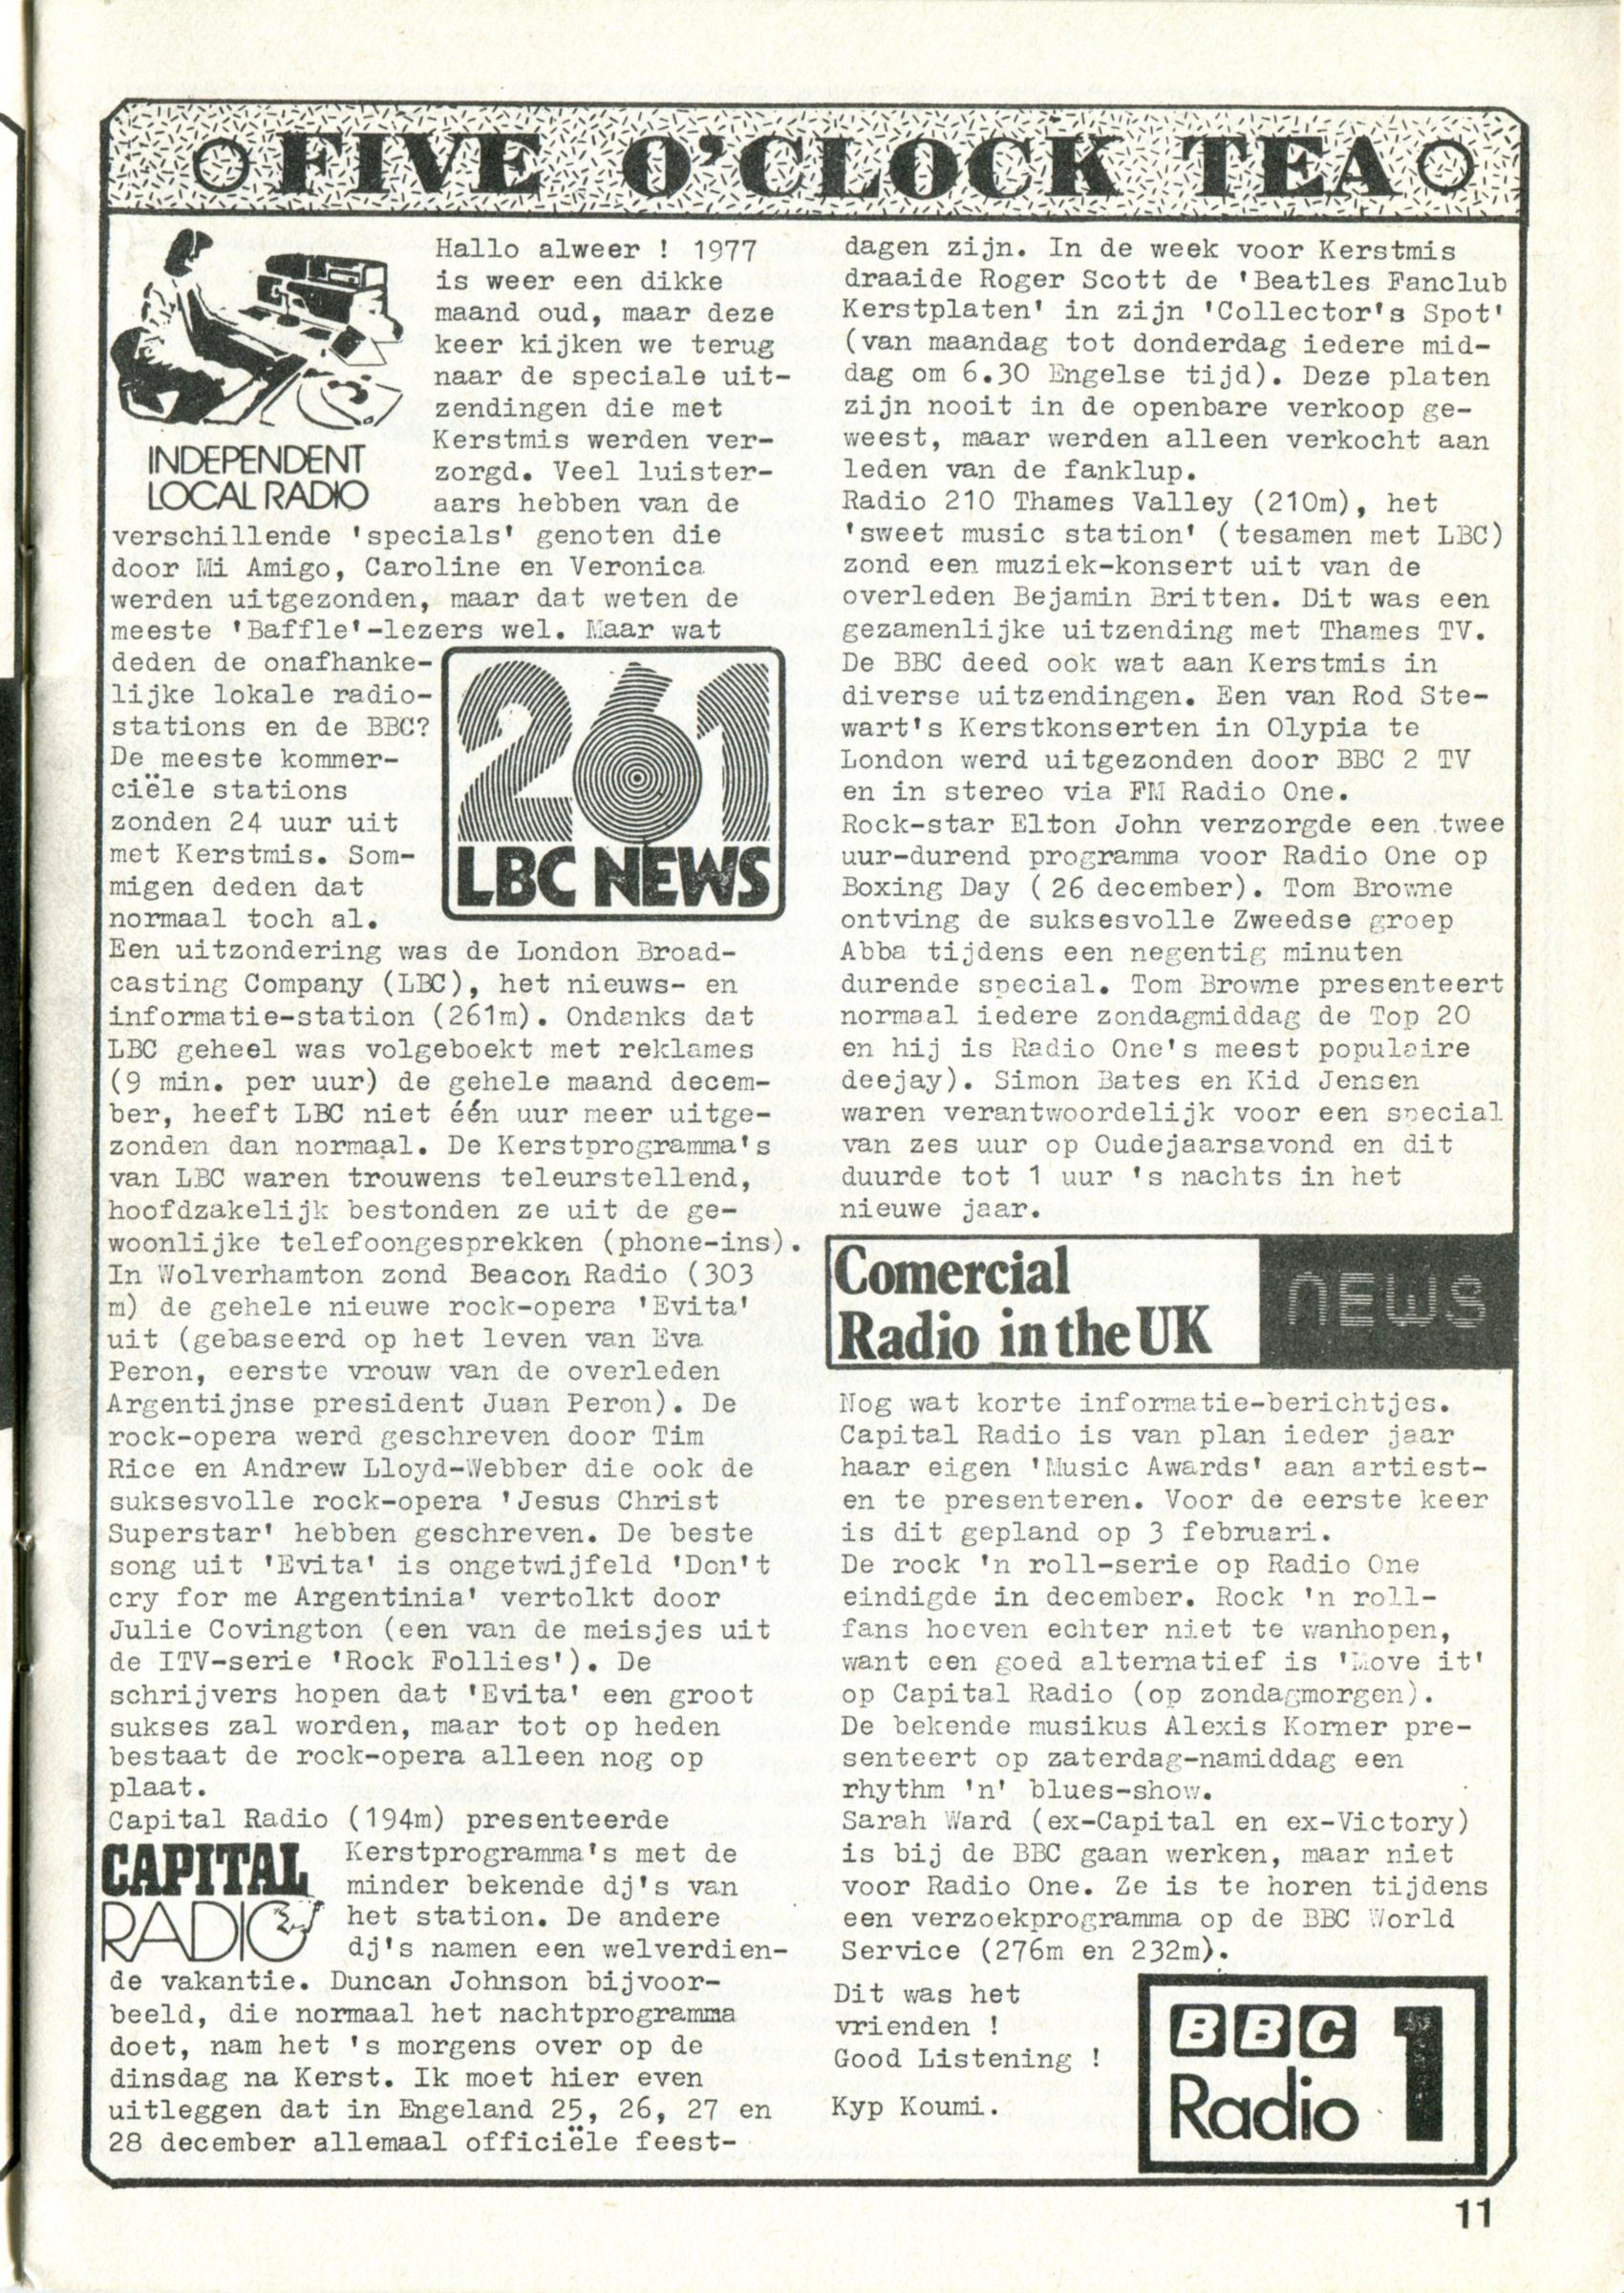 FIVE O'CLOCK TEA
INDEPENDENT
LOCAL RADIO
Hallo alweer ! 1977
is weer een dikke
maand oud, maar deze
keer kijken we terug
naar de speciale uit-
zendingen die met
Kerstmis werden ver-
zorgd. Veel luister-
aars hebben van de
verschillende 'specials' genoten die
door Mi Amigo, Caroline en Veronica
werden uitgezonden, maar dat weten de
meeste 'Baffle'-lezers wel. Maar wat
deden de onafhanke-
lijke lokale radio-
stations en de BBC?
De meeste kommer-
ciële stations
zonden 24 uur uit
met Kerstmis. Som-
migen deden dat
normaal toch al.
261
LBC NEWS
Een uitzondering was de London Broad-
casting Company (LBC), het nieuws- en
informatie-station (261m). Ondanks dat
LBC geheel was volgeboekt met reklames
(9 min. per uur) de gehele maand decem-
ber, heeft LBC niet één uur meer uitge-
zonden dan normaal. De Kerstprogramma's
van LBC waren trouwens teleurstellend,
hoofdzakelijk bestonden ze uit de ge-
woonlijke telefoongesprekken (phone-ins).
In Wolverhamton zond Beacon Radio (303
m) de gehele nieuwe rock-opera 'Evita'
uit (gebaseerd op het leven van Eva
Peron, eerste vrouw van de overleden
Argentijnse president Juan Peron). De
rock-opera werd geschreven door Tim
Rice en Andrew Lloyd-Webber die ook de
suksesvolle rock-opera 'Jesus Christ
Superstar' hebben geschreven. De beste
song uit 'Evita' is ongetwijfeld 'Don't
cry for me Argentinia' vertolkt door
Julie Covington (een van de meisjes uit
de ITV-serie 'Rock Follies'). De
schrijvers hopen dat 'Evita' een groot
sukses zal worden, maar tot op heden
bestaat de rock-opera alleen nog op
plaat.
Capital Radio (194m) presenteerde
CAPITAL
RADIO
Kerstprogramma's met de
minder bekende dj's van
het station. De andere
dj's namen een welverdien-
de vakantie. Duncan Johnson bijvoor-
beeld, die normaal het nachtprogramma
doet, nam het 's morgens over op de
dinsdag na Kerst. Ik moet hier even
uitleggen dat in Engeland 25, 26, 27 en
28 december allemaal officiële feest-
dagen zijn. In de week voor Kerstmis
draaide Roger Scott de 'Beatles Fanclub
Kerstplaten' in zijn 'Collector's Spot'
(van maandag tot donderdag iedere mid-
dag om 6.30 Engelse tijd). Deze platen
zijn nooit in de openbare verkoop ge-
weest, maar werden alleen verkocht aan
leden van de fanklup.
Radio 210 Thames Valley (210m), het
'sweet music station' (tesamen met LBC)
zond een muziek-konsert uit van de
overleden Bejamin Britten. Dit was een
gezamenlijke uitzending met Thames TV.
De BBC deed ook wat aan Kerstmis in
diverse uitzendingen. Een van Rod Ste-
wart's Kerstkonserten in Olypia te
London werd uitgezonden door BBC 2 TV
en in stereo via FM Radio One.
Rock-star Elton John verzorgde een twee
uur-durend programma voor Radio One op
Boxing Day ( 26 december). Tom Browne
ontving de suksesvolle Zweedse groep
Abba tijdens een negentig minuten
durende special. Tom Browne presenteert
normaal iedere zondagmiddag de Top 20
en hij is Radio One's meest populaire
deejay). Simon Bates en Kid Jensen
waren verantwoordelijk voor een special
van zes uur op Oudejaarsavond en dit
duurde tot 1 uur 's nachts in het
nieuwe jaar.
Comercial
Radio in the UK
NEWS
Nog wat korte informatie-berichtjes.
Capital Radio is van plan ieder jaar
haar eigen 'Music Awards' aan artiest-
en te presenteren. Voor de eerste keer
is dit gepland op 3 februari.
De rock 'n roll-serie op Radio One
eindigde in december. Rock 'n roll-
fans hoeven echter niet te wanhopen,
want een goed alternatief is 'Move it'
op Capital Radio (op zondagmorgen).
De bekende musikus Alexis Korner pre-
senteert op zaterdag-namiddag een
rhythm 'n' blues-show.
Sarah Ward (ex-Capital en ex-Victory)
is bij de BBC gaan werken, maar niet
voor Radio One. Ze is te horen tijdens
een verzoekprogramma op de BBC World
Service (276m en 232m).
Dit was het
vrienden !
Good Listening !
Kyp Koumi.
BBC
Radio 1
11